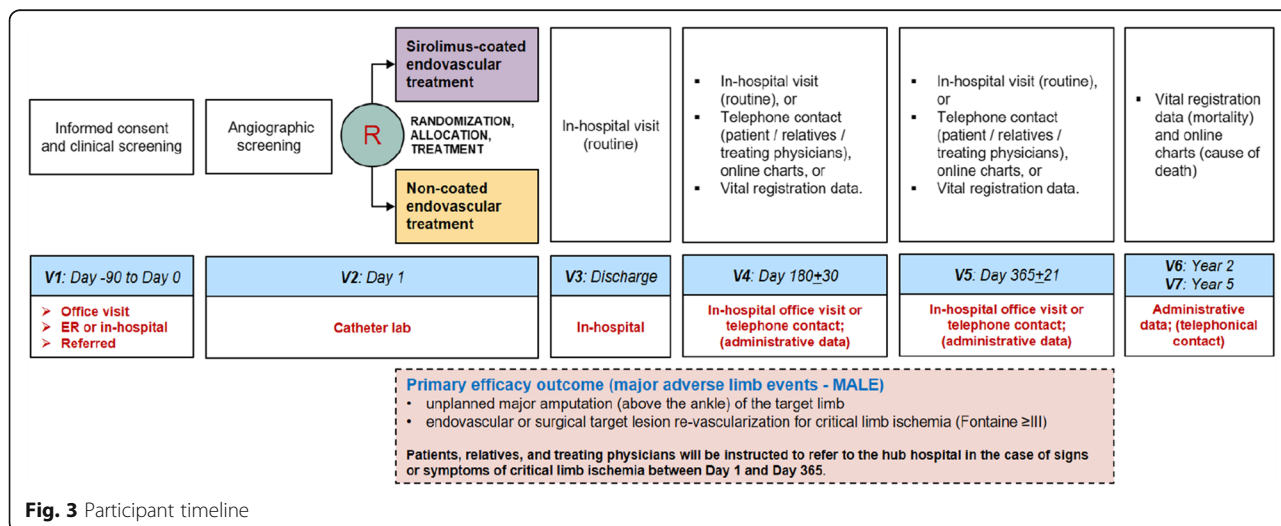 Informed consent
and clinical screening
Angiographic
screening
R
Sirolimus-coated
endovascular
treatment
RANDOMIZATION,
ALLOCATION,
TREATMENT
Non-coated
endovascular
treatment
In-hospital visit
(routine)
▪ In-hospital visit
(routine), or
▪ Telephone contact
(patient / relatives /
treating physicians),
online charts, or
▪ Vital registration data.
▪ In-hospital visit (routine),
or
▪ Telephone contact
(patient / relatives /
treating physicians),
online charts, or
▪ Vital registration data.
▪ Vital registration
data (mortality)
and online
charts (cause of
death)
V1: Day -90 to Day 0
V2: Day 1
V3: Discharge
V4: Day 180±30
V5: Day 365±21
V6: Year 2
V7: Year 5
➢ Office visit
➢ ER or in-hospital
➢ Referred
Catheter lab
In-hospital
In-hospital office visit or
telephone contact;
(administrative data)
In-hospital office visit or
telephone contact;
(administrative data)
Administrative
data; (telephonical
contact)
Primary efficacy outcome (major adverse limb events - MALE)
• unplanned major amputation (above the ankle) of the target limb
• endovascular or surgical target lesion re-vascularization for critical limb ischemia (Fontaine ≥III)
Patients, relatives, and treating physicians will be instructed to refer to the hub hospital in the case of signs
or symptoms of critical limb ischemia between Day 1 and Day 365.
Fig. 3 Participant timeline